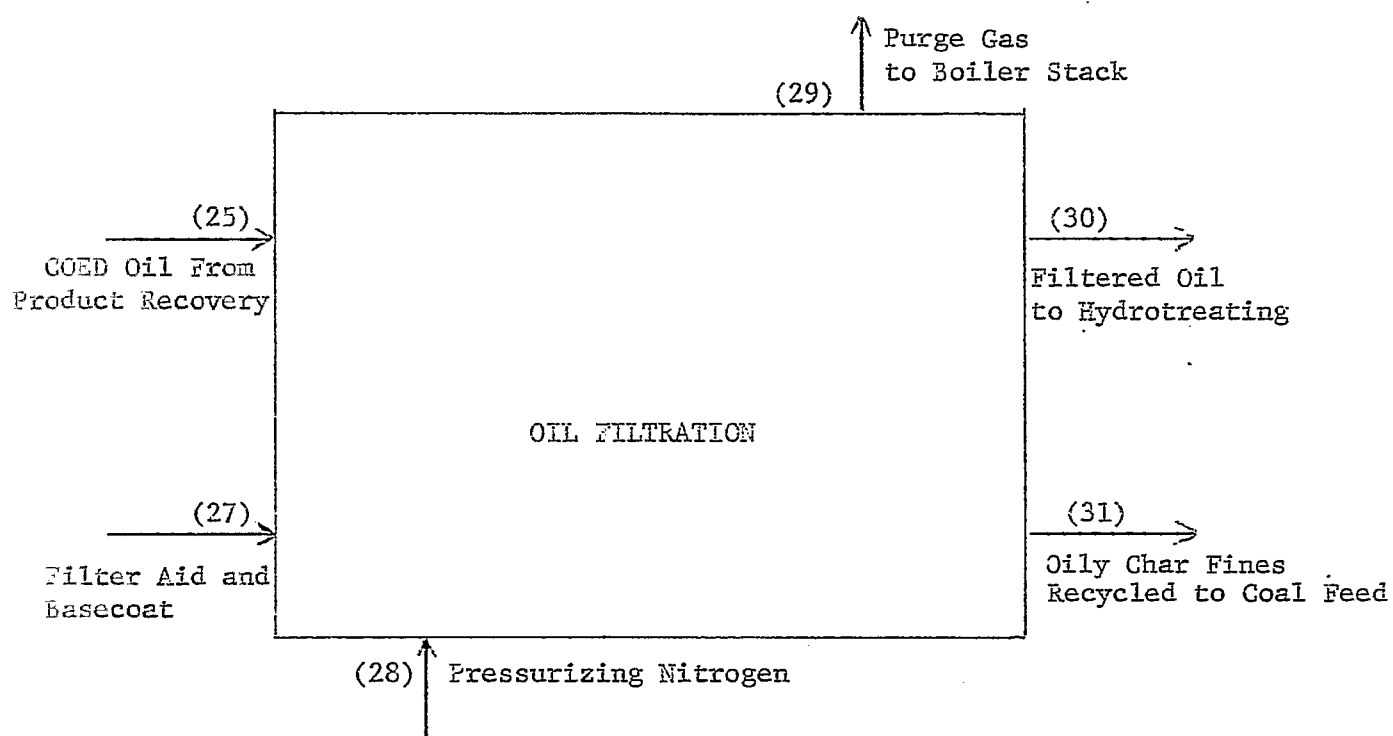 Purge Gas
to Boiler Stack
(29)
(25)
COED Oil From
Product Recovery
(30)
Filtered Oil
to Hydrotreating
OIL FILTRATION
(27)
Filter Aid and
Basecoat
(31)
Oily Char Fines
Recycled to Coal Feed
(28) Pressurizing Nitrogen